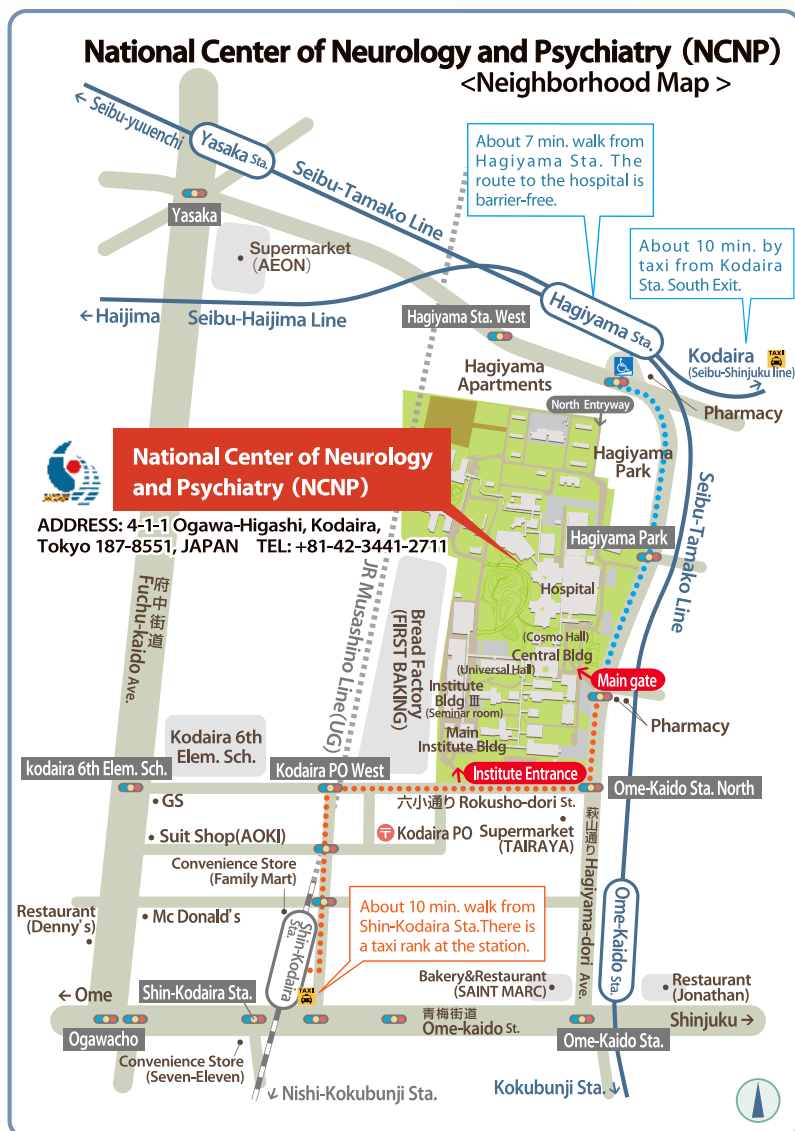 National Center of Neurology and Psychiatry (NCNP)
<Neighborhood Map >
← Seibu-yuuenchi
Yasaka Sta.
Seibu-Tamako Line
About 7 min. walk from
Hagiyama Sta. The
route to the hospital is
barrier-free.
Yasaka
Supermarket
(AEON)
About 10 min. by
taxi from Kodaira
Sta. South Exit.
← Haijima
Seibu-Haijima Line
Hagiyama Sta. West
Hagiyama Sta.
TAXI
Kodaira
(Seibu-Shinjuku line)
Hagiyama
Apartments
North Entryway
Pharmacy
Hagiyama
Park
National Center of Neurology
and Psychiatry (NCNP)
ADDRESS: 4-1-1 Ogawa-Higashi, Kodaira,
Tokyo 187-8551, JAPAN TEL: +81-42-3441-2711
Seibu-Tamako Line
Hagiyama Park
府中街道
Fuchu-kaido Ave.
JR Musashino Line(UG)
Bread Factory
(FIRST BAKING)
Hospital
(Cosmo Hall)
Central Bldg
(Universal Hall)
Main gate
Institute
Bldg Ⅲ
(Seminar room)
Pharmacy
Main
Institute Bldg
Kodaira 6th
Elem. Sch.
kodaira 6th Elem. Sch.
Kodaira PO West
Institute Entrance
Ome-Kaido Sta. North
GS
六小通り Rokusho-dori St.
Suit Shop(AOKI)
〒 Kodaira PO
Supermarket
(TAIRAYA)
萩山通り Hagiyama-dori Ave.
Convenience Store
(Family Mart)
Restaurant
(Denny's)
Mc Donald's
Shin-Kodaira Sta.
About 10 min. walk from
Shin-Kodaira Sta.There is
a taxi rank at the station.
Ome-Kaido Sta.
TAXI
Bakery&Restaurant
(SAINT MARC)
Restaurant
(Jonathan)
← Ome
Shin-Kodaira Sta.
青梅街道
Ome-kaido St.
Shinjuku →
Ogawacho
Ome-Kaido Sta.
Convenience Store
(Seven-Eleven)
↙ Nishi-Kokubunji Sta.
Kokubunji Sta. ↓